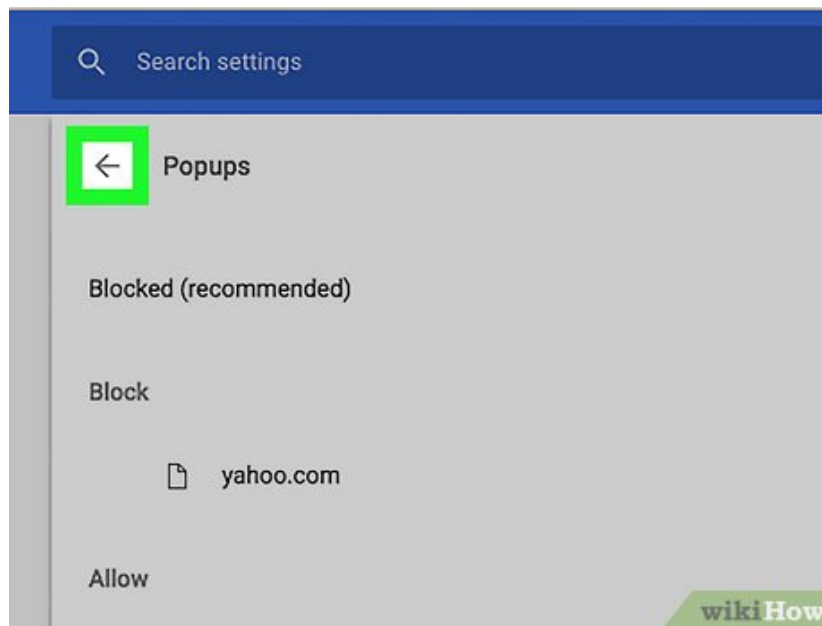 Search settings
Popups
Blocked (recommended)
Block
yahoo.com
Allow
wikiHow